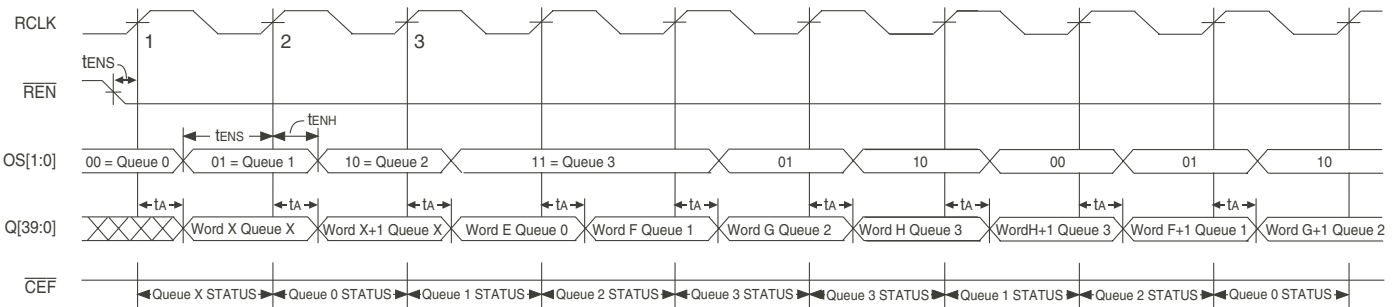 RCLK
1 2 3
tENS
REN
tENS tENH
OS[1:0] 00 = Queue 0 01 = Queue 1 10 = Queue 2 11 = Queue 3 01 10 00 01 10
tA tA tA tA tA tA tA tA tA
Q[39:0] Word X Queue X Word X+1 Queue X Word E Queue 0 Word F Queue 1 Word G Queue 2 Word H Queue 3 WordH+1 Queue 3 Word F+1 Queue 1 Word G+1 Queue 2
CEF
Queue X STATUS Queue 0 STATUS Queue 1 STATUS Queue 2 STATUS Queue 3 STATUS Queue 3 STATUS Queue 1 STATUS Queue 2 STATUS Queue 0 STATUS